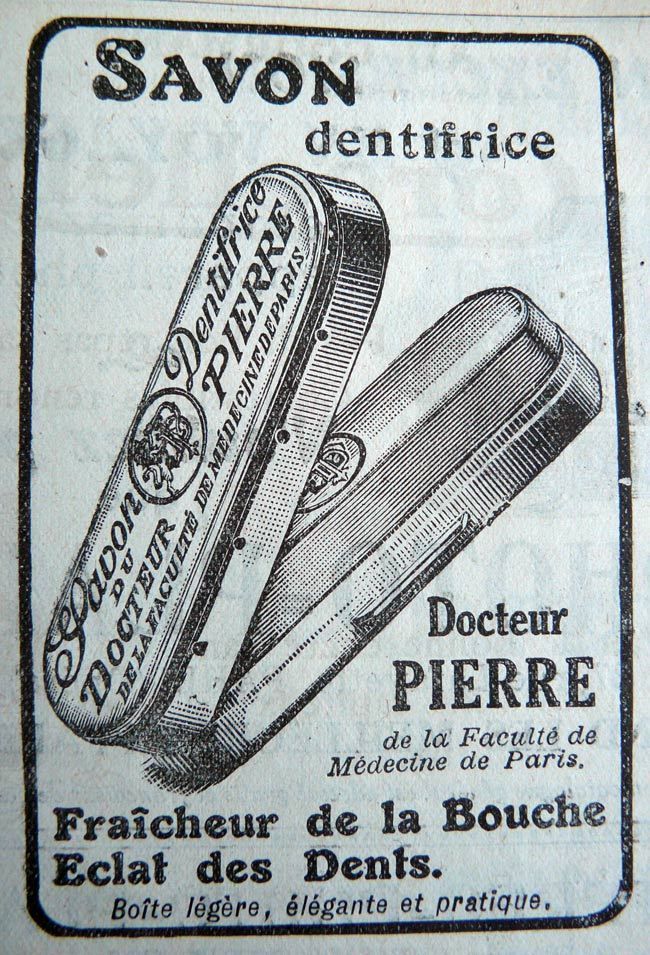 SAVON
dentifrice
Savon Dentifrice
DU DOCTEUR PIERRE
DE LA FACULTÉ DE MÉDECINE DE PARIS
Docteur
PIERRE
de la Faculté de
Médecine de Paris.
Fraîcheur de la Bouche
Eclat des Dents.
Boîte légère, élégante et pratique.